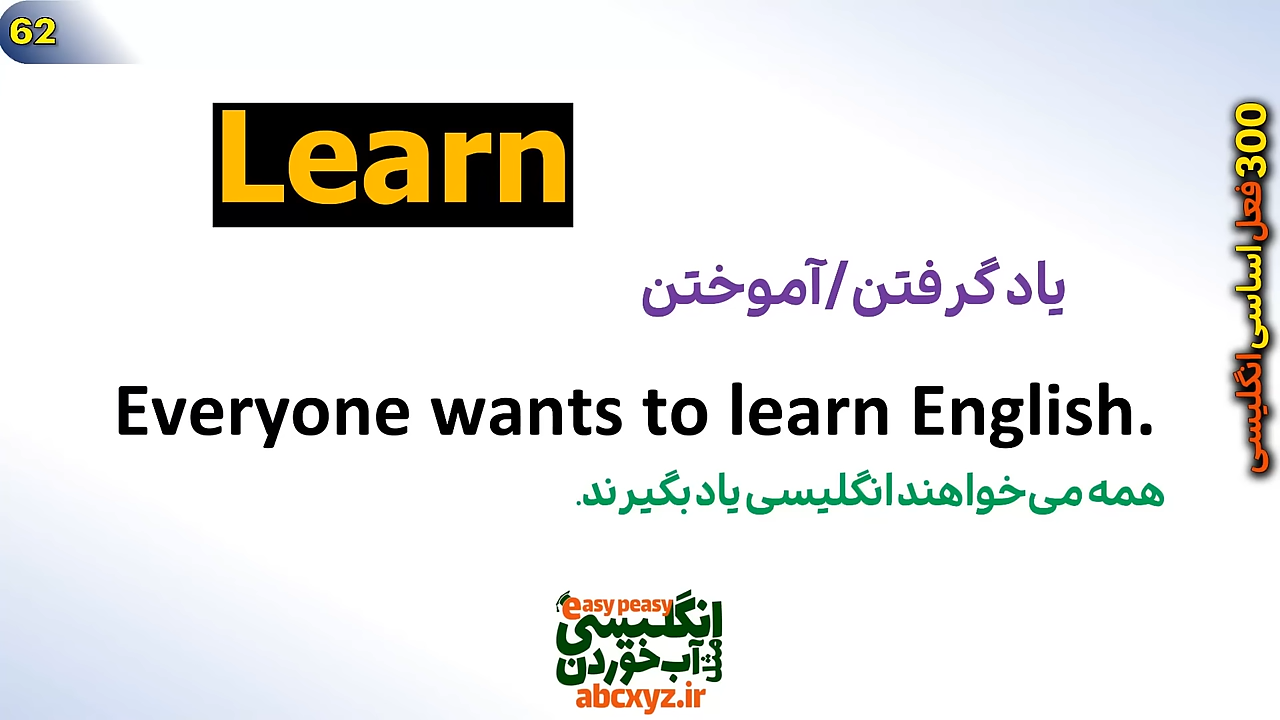 62
Learn
یاد گرفتن/آموختن
Everyone wants to learn English.
همه می‌خواهند انگلیسی یاد بگیرند.
300 فعل اساسی انگلیسی
easy peasy
انگلیسی
مثل آب خوردن
abcxyz.ir